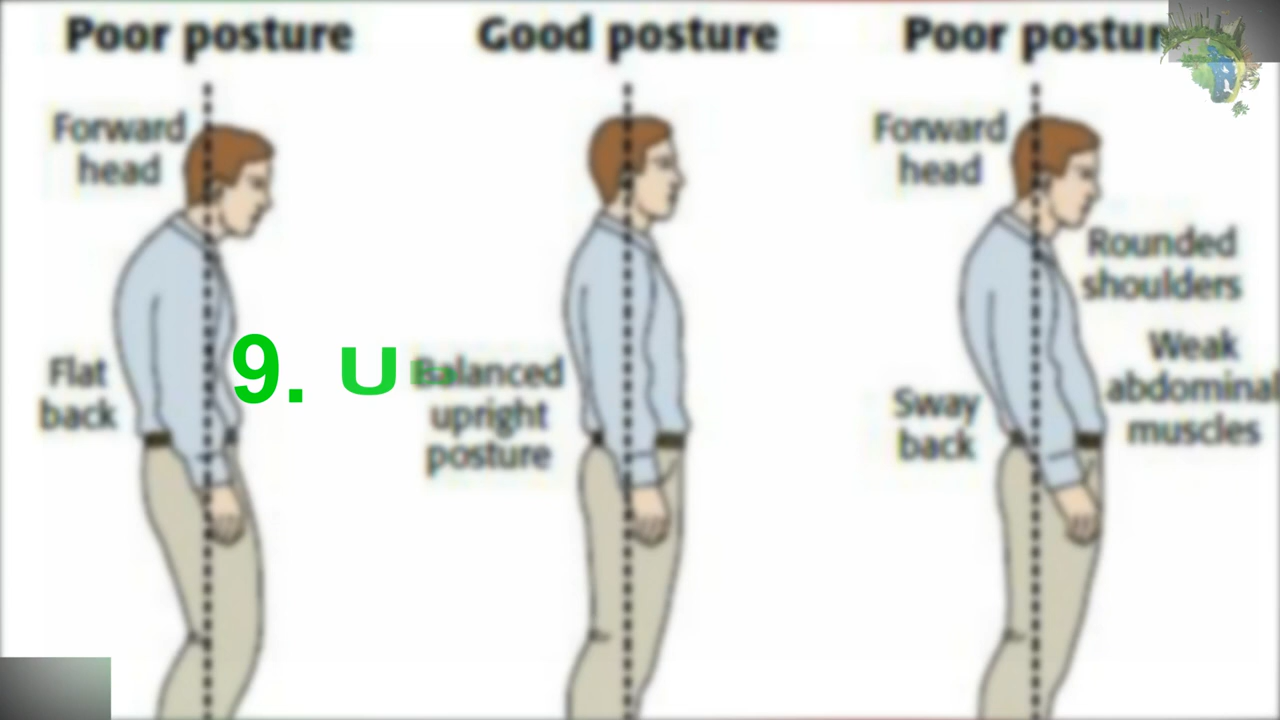 Poor posture
Good posture
Poor postur
Forward
head
Forward
head
Rounded
shoulders
Flat
back
9. U
Balanced
upright
posture
Sway
back
Weak
abdominal
muscles